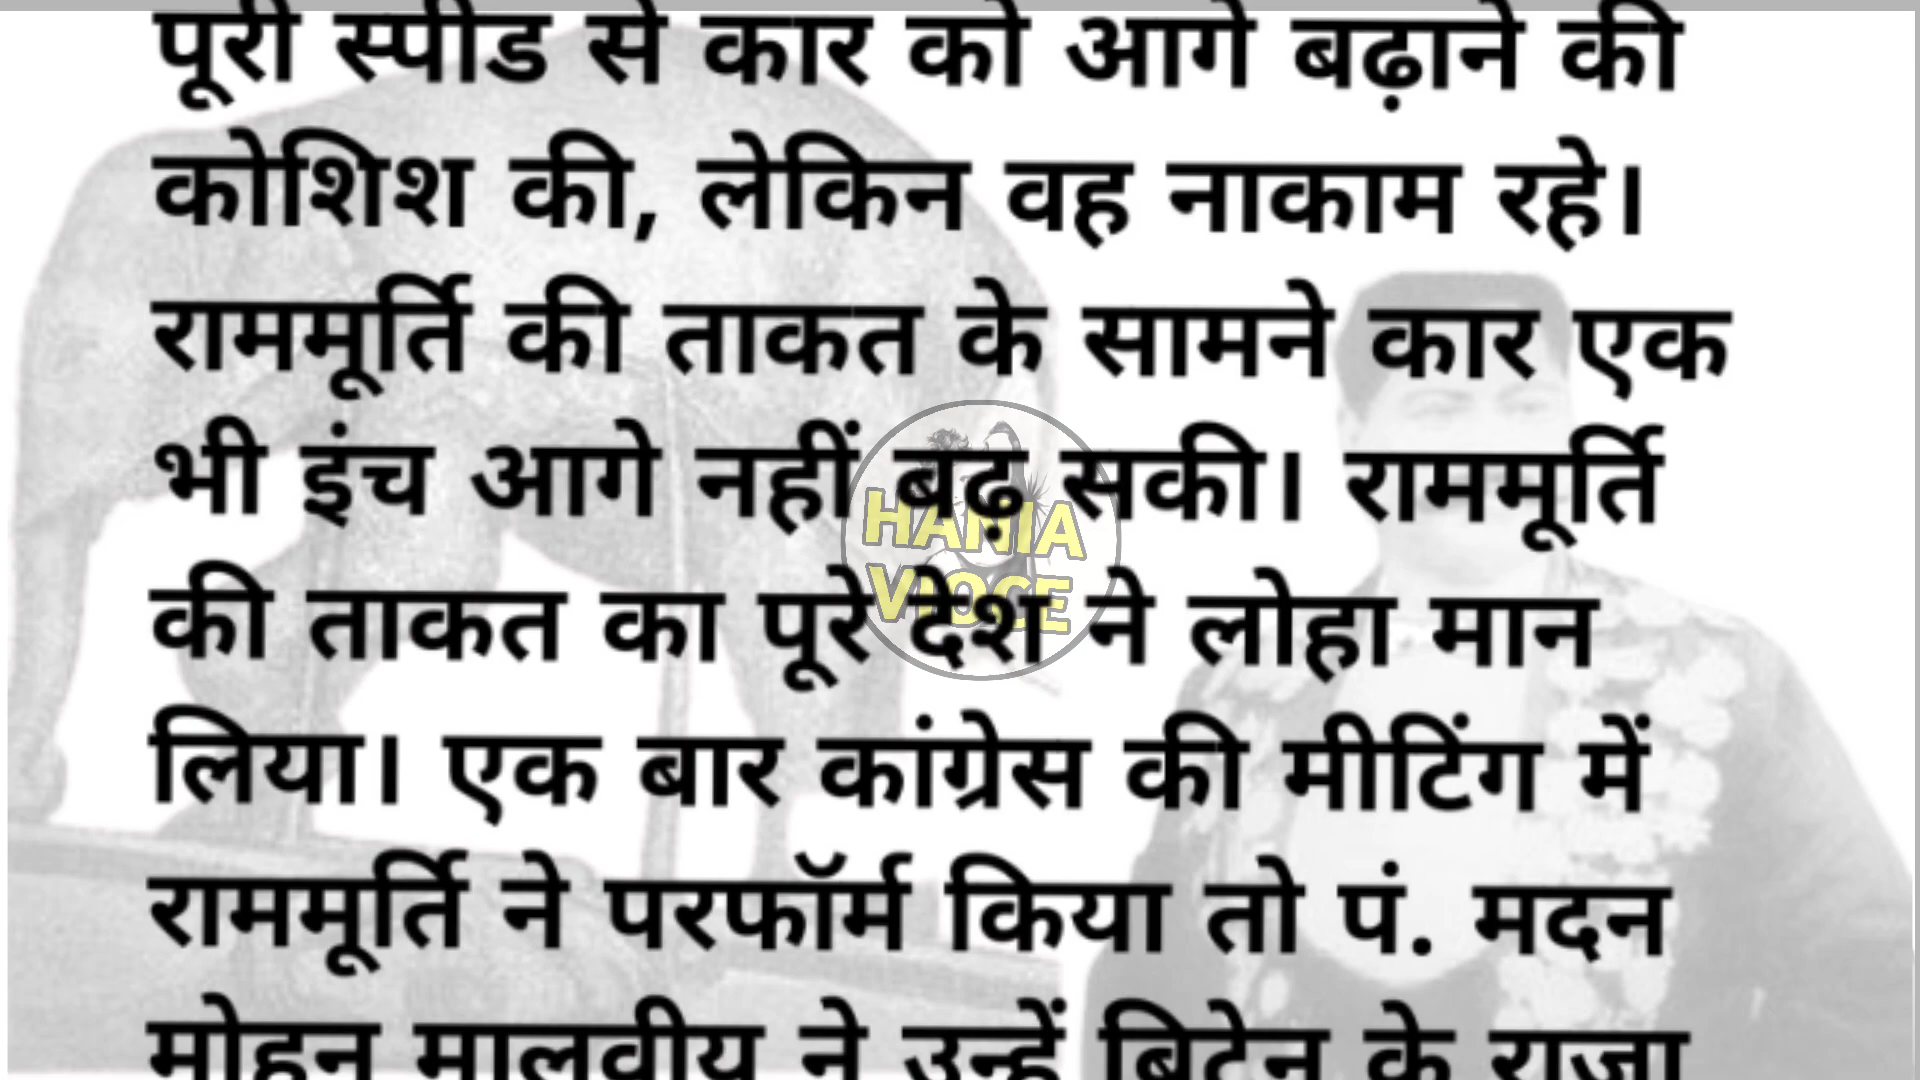 पूरी स्पीड से कार को आगे बढ़ाने की
कोशिश की, लेकिन वह नाकाम रहे।
राममूर्ति की ताकत के सामने कार एक
भी इंच आगे नहीं बढ़ सकी। राममूर्ति
की ताकत का पूरे देश ने लोहा मान
लिया। एक बार कांग्रेस की मीटिंग में
राममूर्ति ने परफॉर्म किया तो पं. मदन
मोहन मालवीय ने उन्हें ब्रिटेन के राजा
HANIA
VIOCE